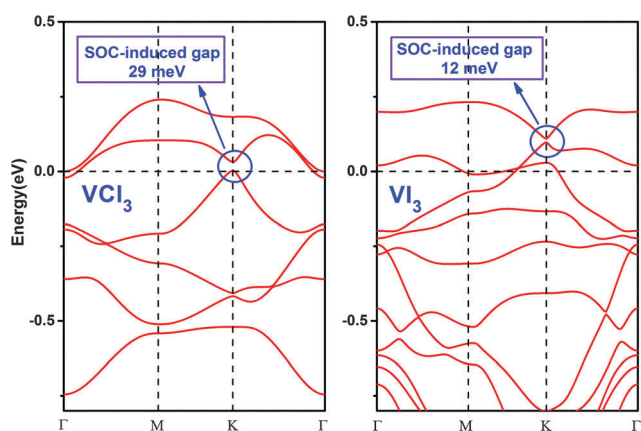 0.5
0.0
-0.5
Energy(eV)
SOC-induced gap
29 meV
VCl3
Γ M K Γ
0.5
0.0
-0.5
SOC-induced gap
12 meV
VI3
Γ M K Γ